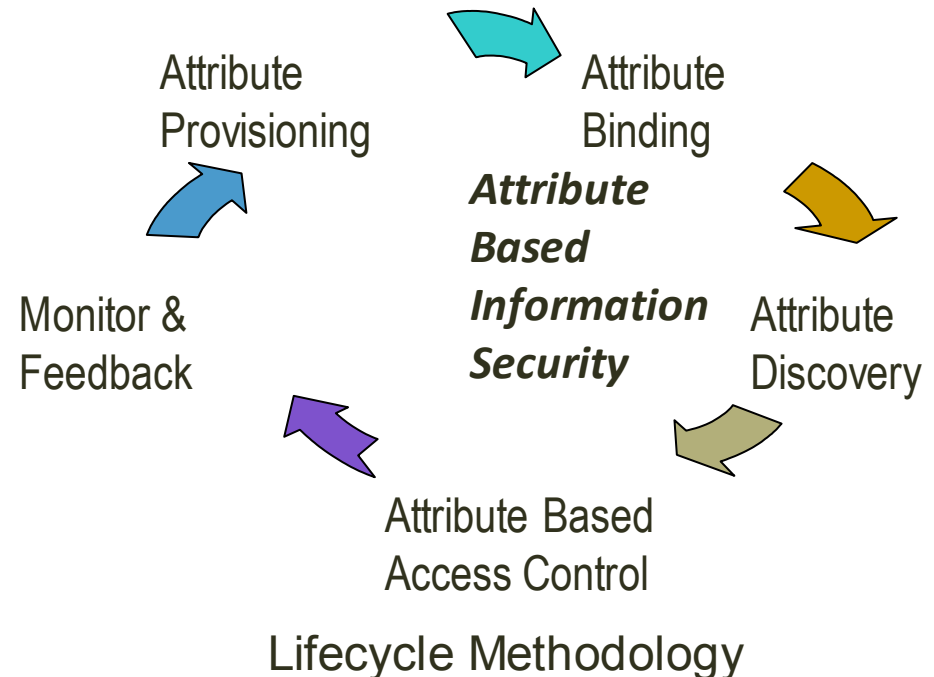 Attribute
Provisioning
Attribute
Binding
Attribute
Based
Information
Security
Attribute
Discovery
Monitor &
Feedback
Attribute Based
Access Control
Lifecycle Methodology